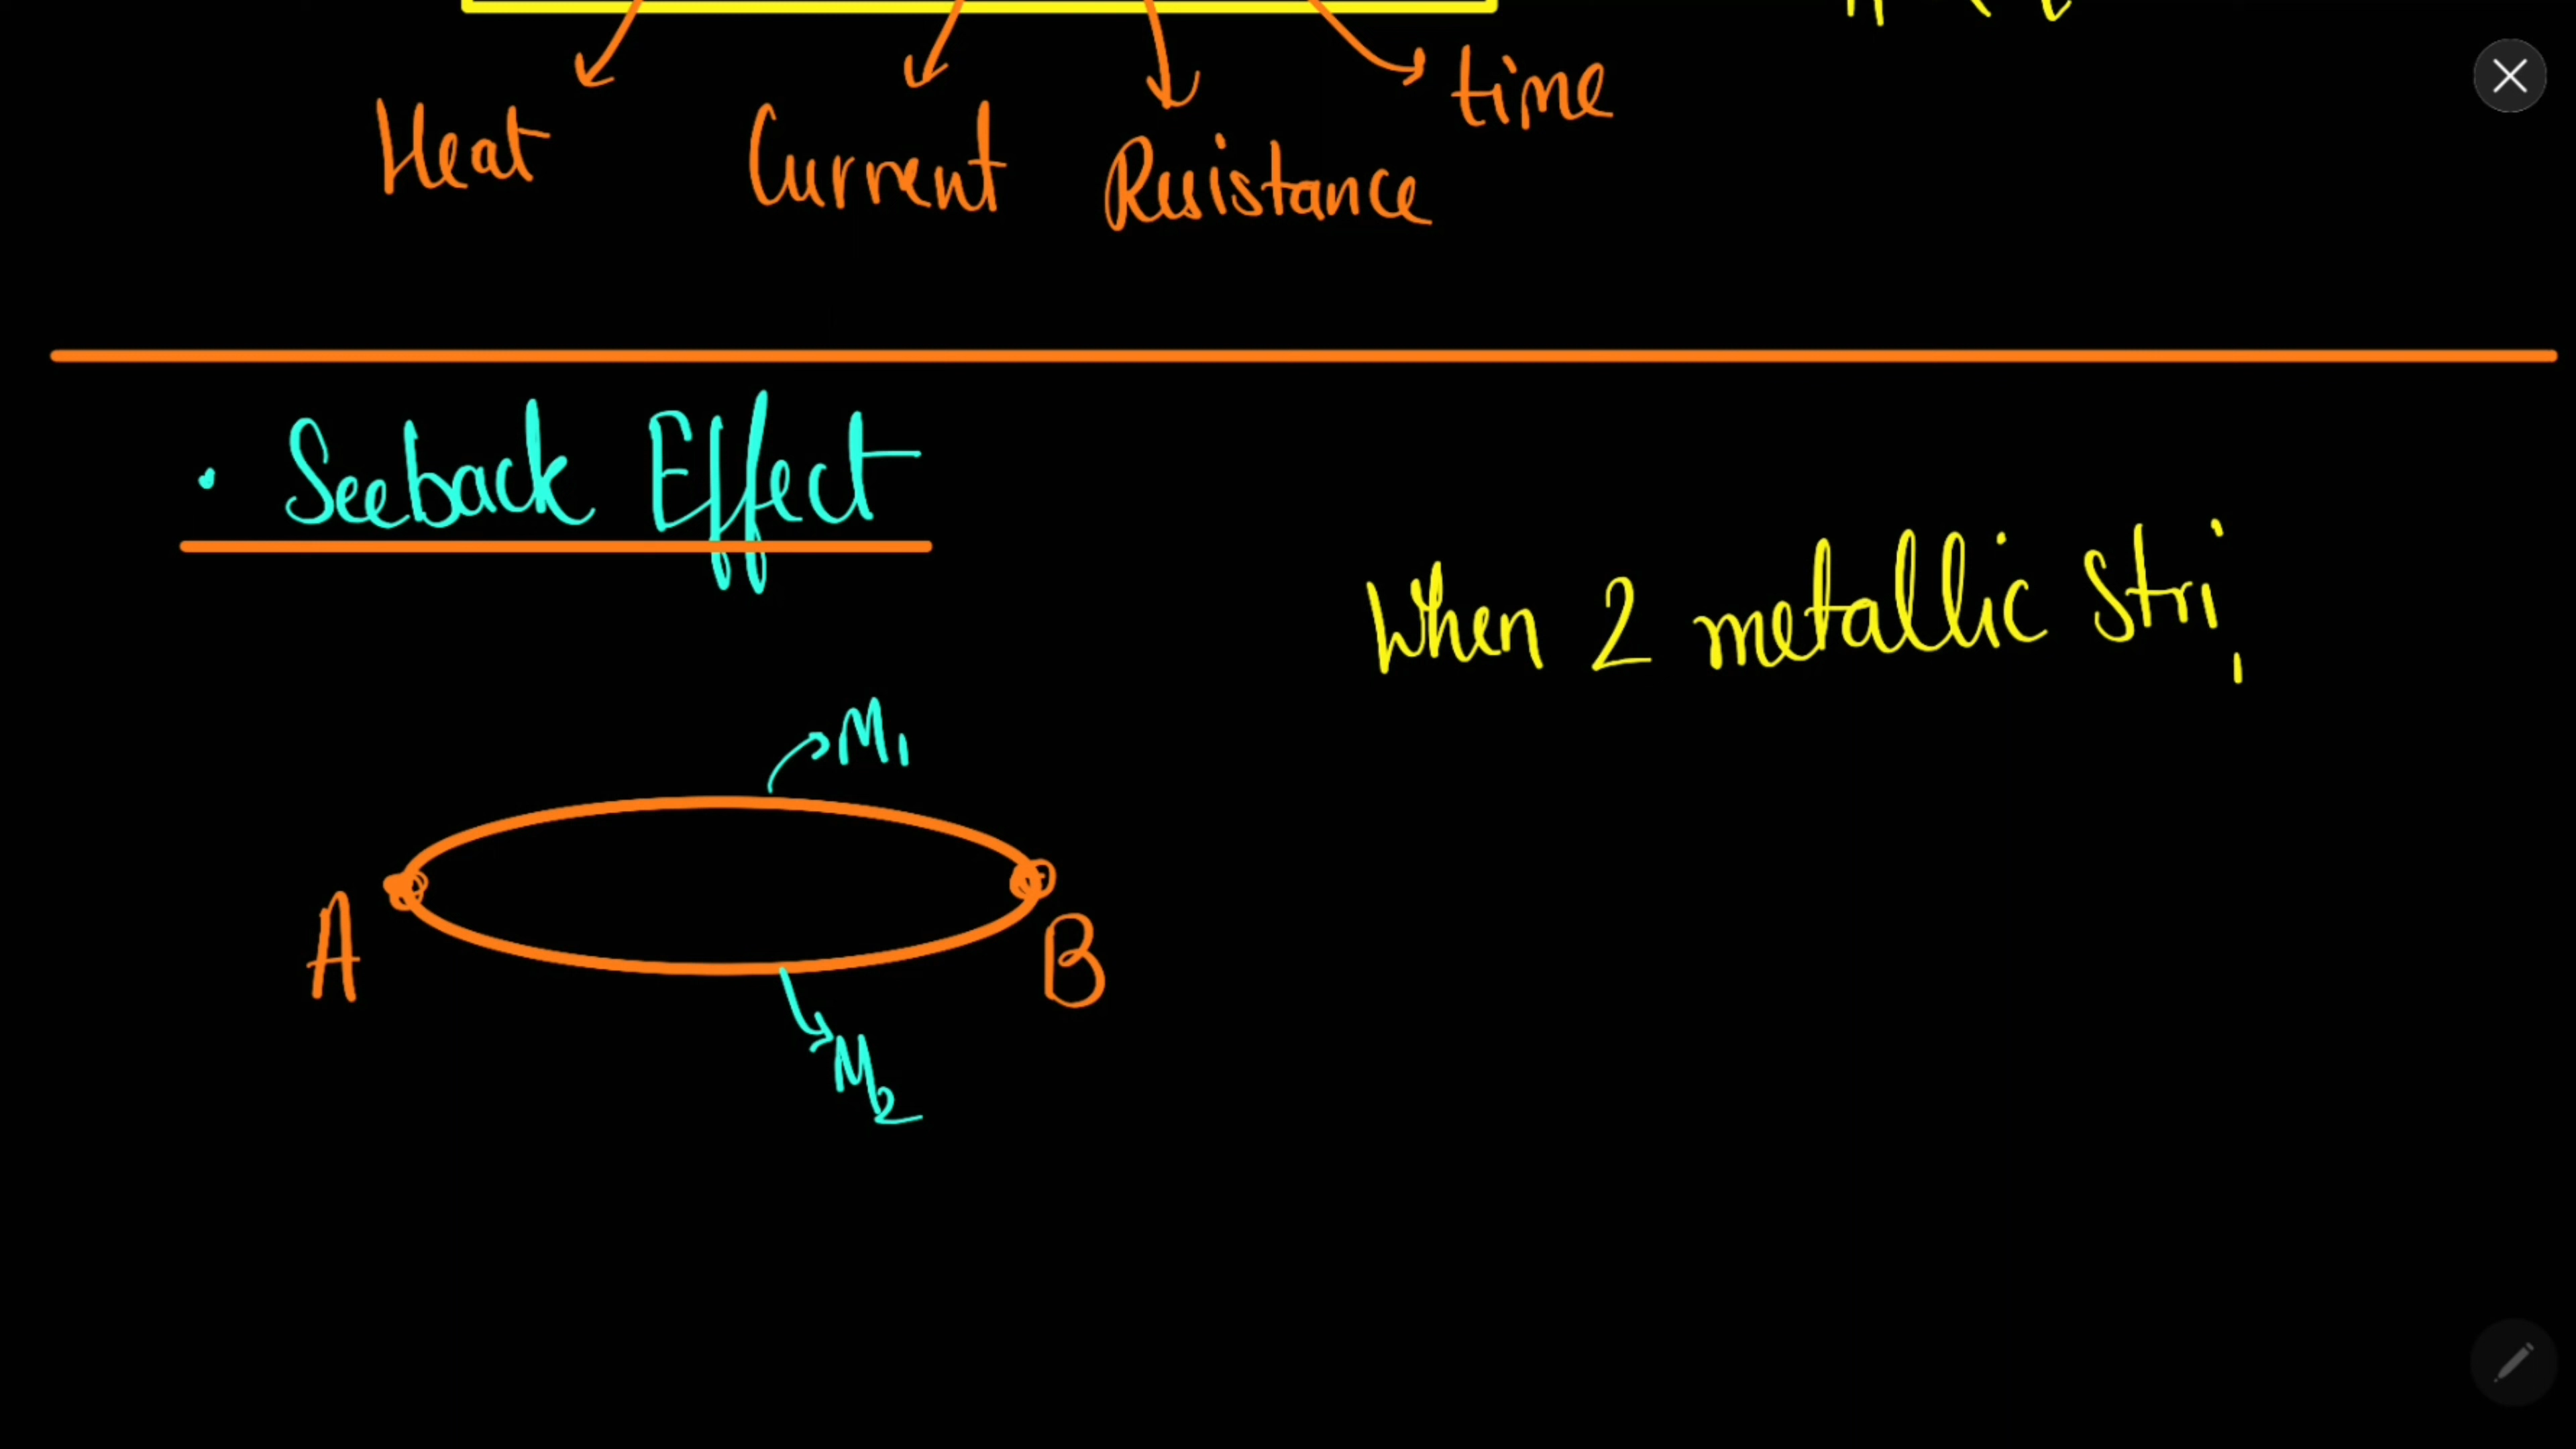 time
Heat Current Resistance
• Seeback Effect
When 2 metallic Stri
M1
A B
M2